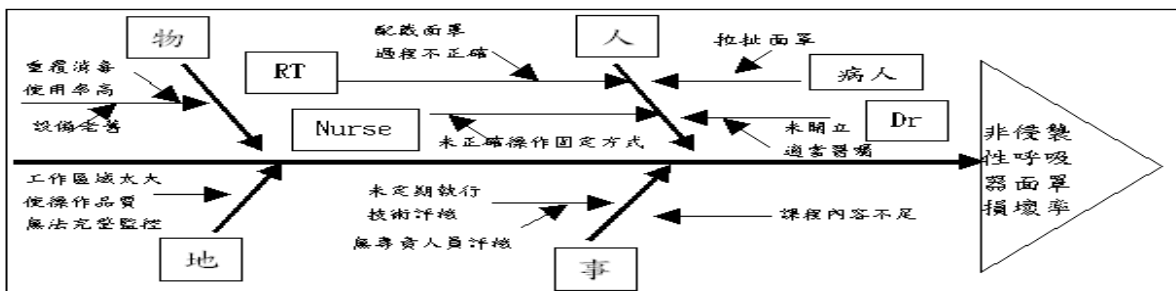 物
人
配戴面罩
過程不正確
拉扯面罩
RT
病人
重覆消毒
使用率高
設備老舊
Nurse
未正確操作固定方式
Dr
未開立
適當醫囑
非侵襲
性呼吸
器面罩
損壞率
工作區域太大
使操作品質
無法完整監控
未定期執行
技術評核
無專責人員評核
課程內容不足
地
事